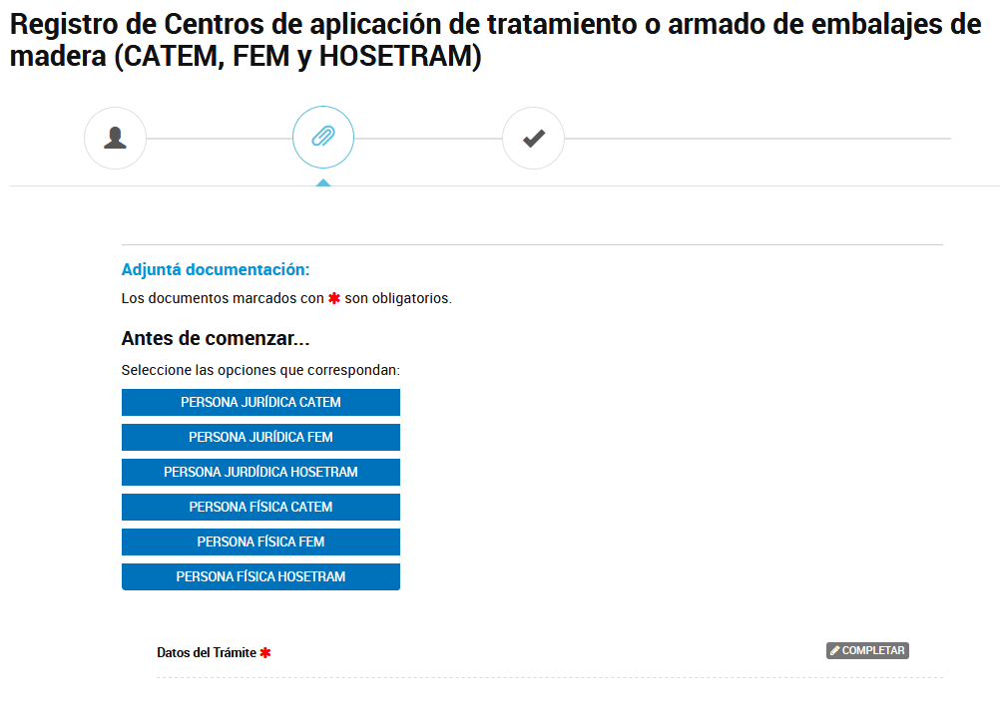 Registro de Centros de aplicación de tratamiento o armado de embalajes de
madera (CATEM, FEM y HOSETRAM)
Adjuntá documentación:
Los documentos marcados con ✱ son obligatorios.
Antes de comenzar...
Seleccione las opciones que correspondan:
PERSONA JURÍDICA CATEM
PERSONA JURÍDICA FEM
PERSONA JURDÍDICA HOSETRAM
PERSONA FÍSICA CATEM
PERSONA FÍSICA FEM
PERSONA FÍSICA HOSETRAM
Datos del Trámite ✱
COMPLETAR